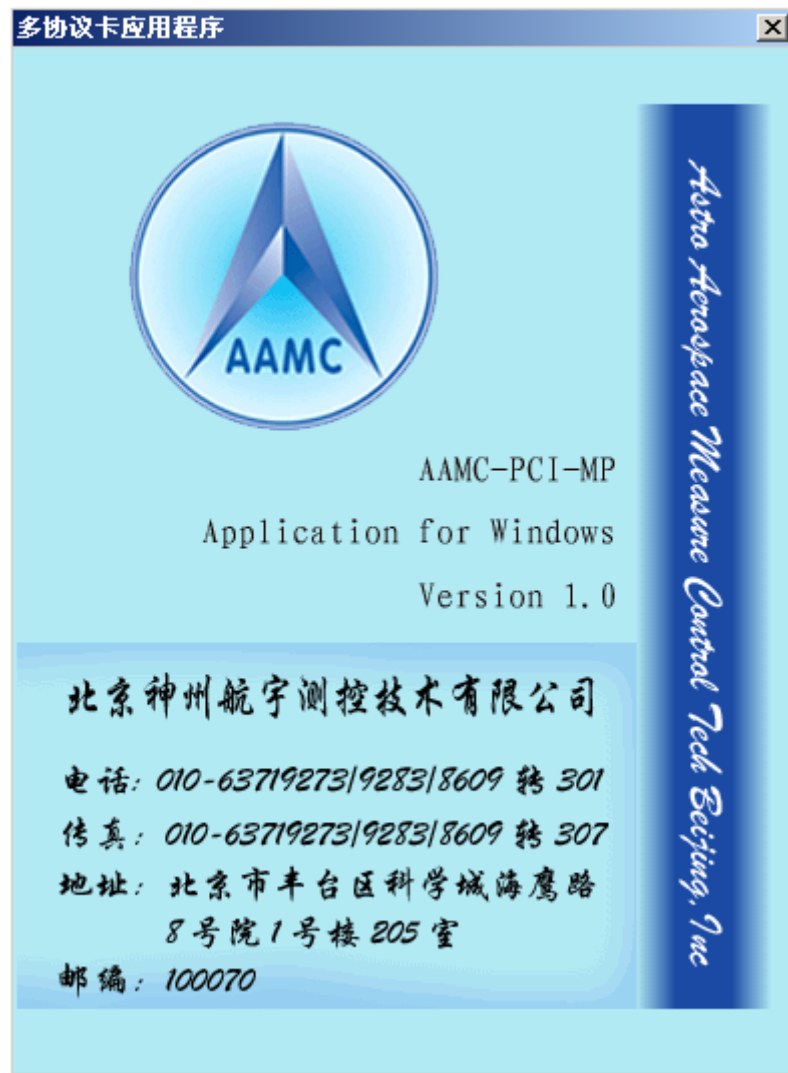 多协议卡应用程序
AAMC
AAMC-PCI-MP
Application for Windows
Version 1.0
Astro Aerospace Measure Control Tech Beijing, Inc
北京神州航宇测控技术有限公司
电话: 010-63719273/9283/8609 转 301
传真: 010-63719273/9283/8609 转 307
地址: 北京市丰台区科学城海鹰路
8号院1号楼 205 室
邮编: 100070